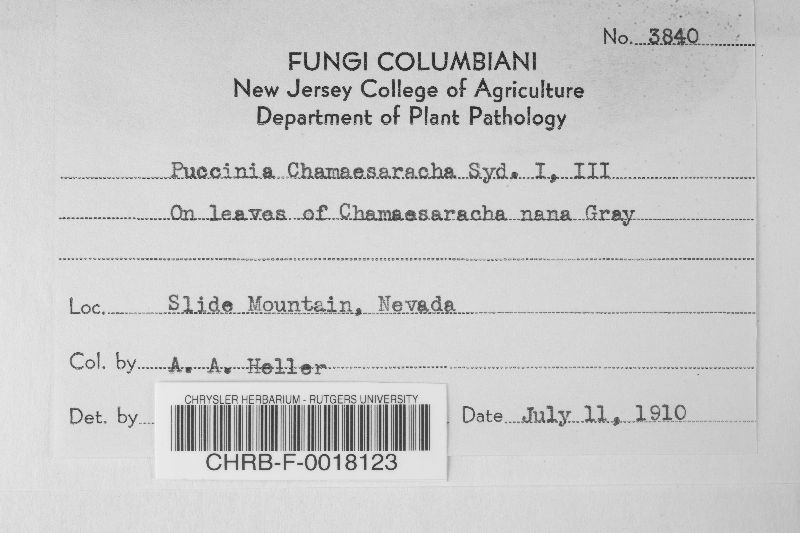 No. 3840
FUNGI COLUMBIANI
New Jersey College of Agriculture
Department of Plant Pathology
Puccinia Chamaesaracha Syd. I, III
On leaves of Chamaesaracha nana Gray
Loc. Slide Mountain, Nevada
Col. by A. A. Heller
Det. by
Date July 11, 1910
CHRYSLER HERBARIUM - RUTGERS UNIVERSITY
CHRB-F-0018123